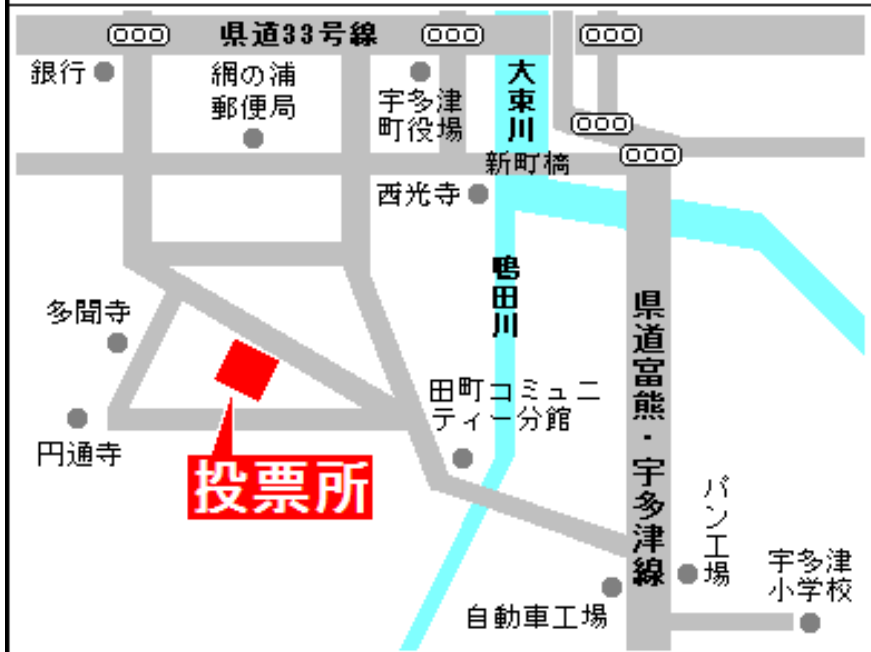 県道33号線
銀行
網の浦
郵便局
宇多津
町役場
大東川
新町橋
西光寺
鴨田川
多聞寺
県道富熊・宇多津線
田町コミュニ
ティー分館
円通寺
投票所
パン工場
宇多津
小学校
自動車工場